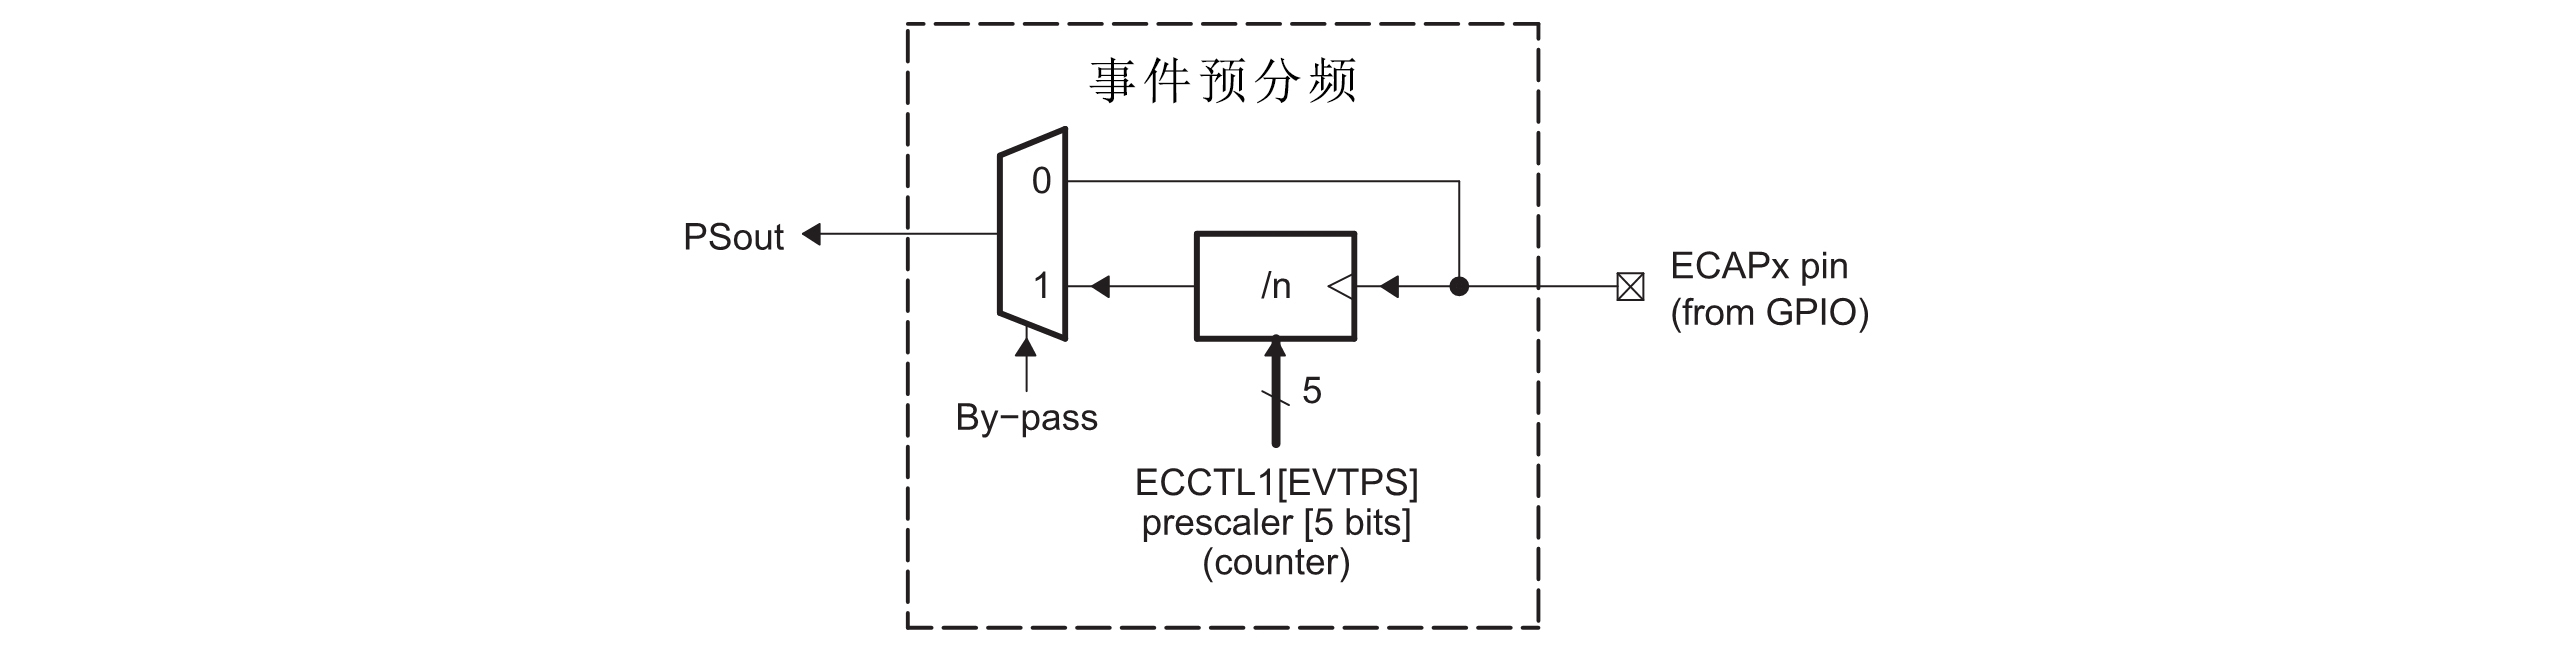 事件预分频
0
PSout
1
/n
ECAPx pin
(from GPIO)
By−pass
5
ECCTL1[EVTPS]
prescaler [5 bits]
(counter)